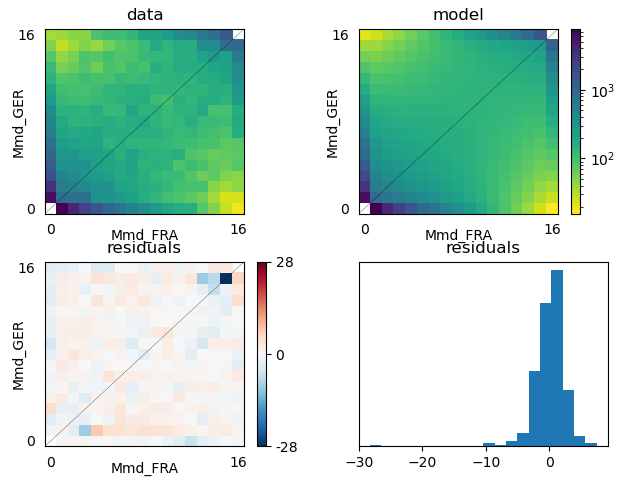 data
model
16
Mmd_GER
0
0
16
Mmd_FRA
16
Mmd_GER
0
0
16
Mmd_FRA
10³
10²
residuals
residuals
16
Mmd_GER
0
0
16
Mmd_FRA
28
0
-28
−30
−20
−10
0